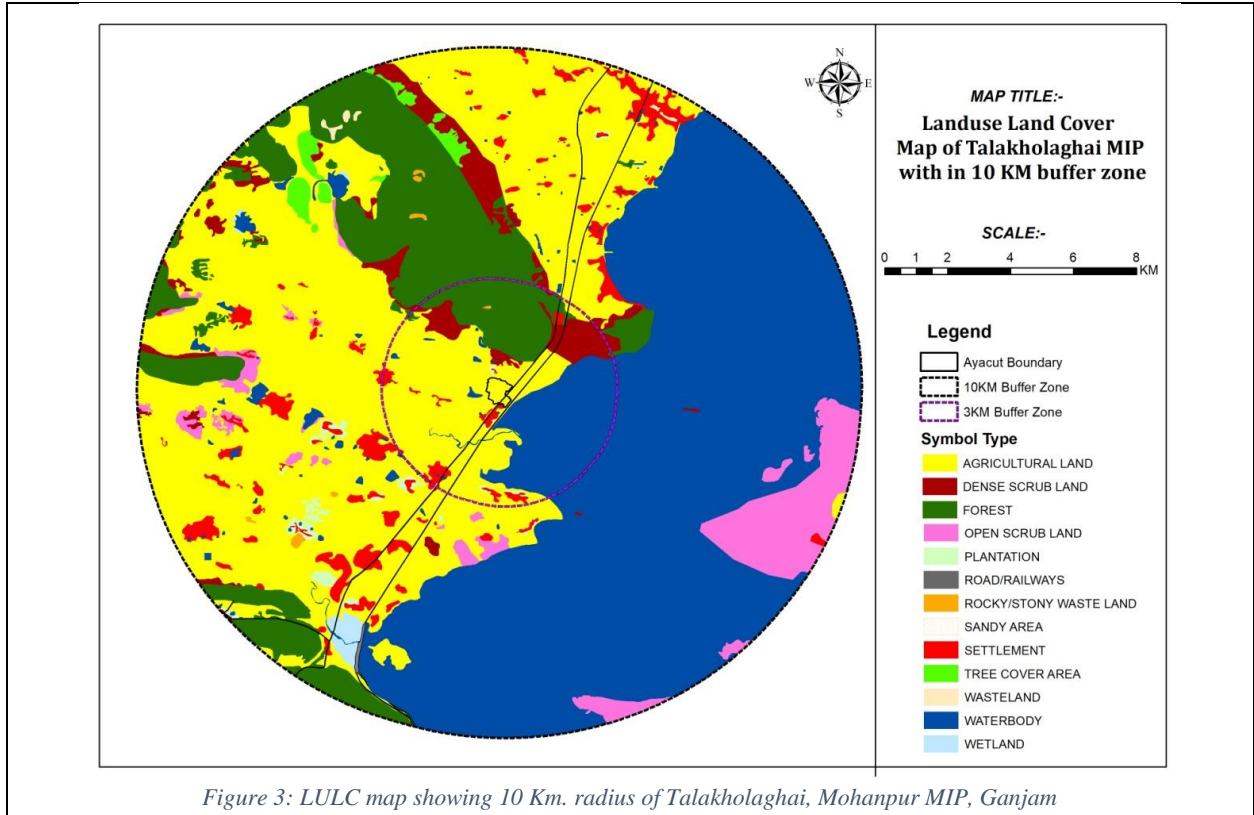 N
W E
S
MAP TITLE:-
Landuse Land Cover
Map of Talakholaghai MIP
with in 10 KM buffer zone
SCALE:-
0 1 2 4 6 8
KM
Legend
Ayacut Boundary
10KM Buffer Zone
3KM Buffer Zone
Symbol Type
AGRICULTURAL LAND
DENSE SCRUB LAND
FOREST
OPEN SCRUB LAND
PLANTATION
ROAD/RAILWAYS
ROCKY/STONY WASTE LAND
SANDY AREA
SETTLEMENT
TREE COVER AREA
WASTELAND
WATERBODY
WETLAND
Figure 3: LULC map showing 10 Km. radius of Talakholaghai, Mohanpur MIP, Ganjam